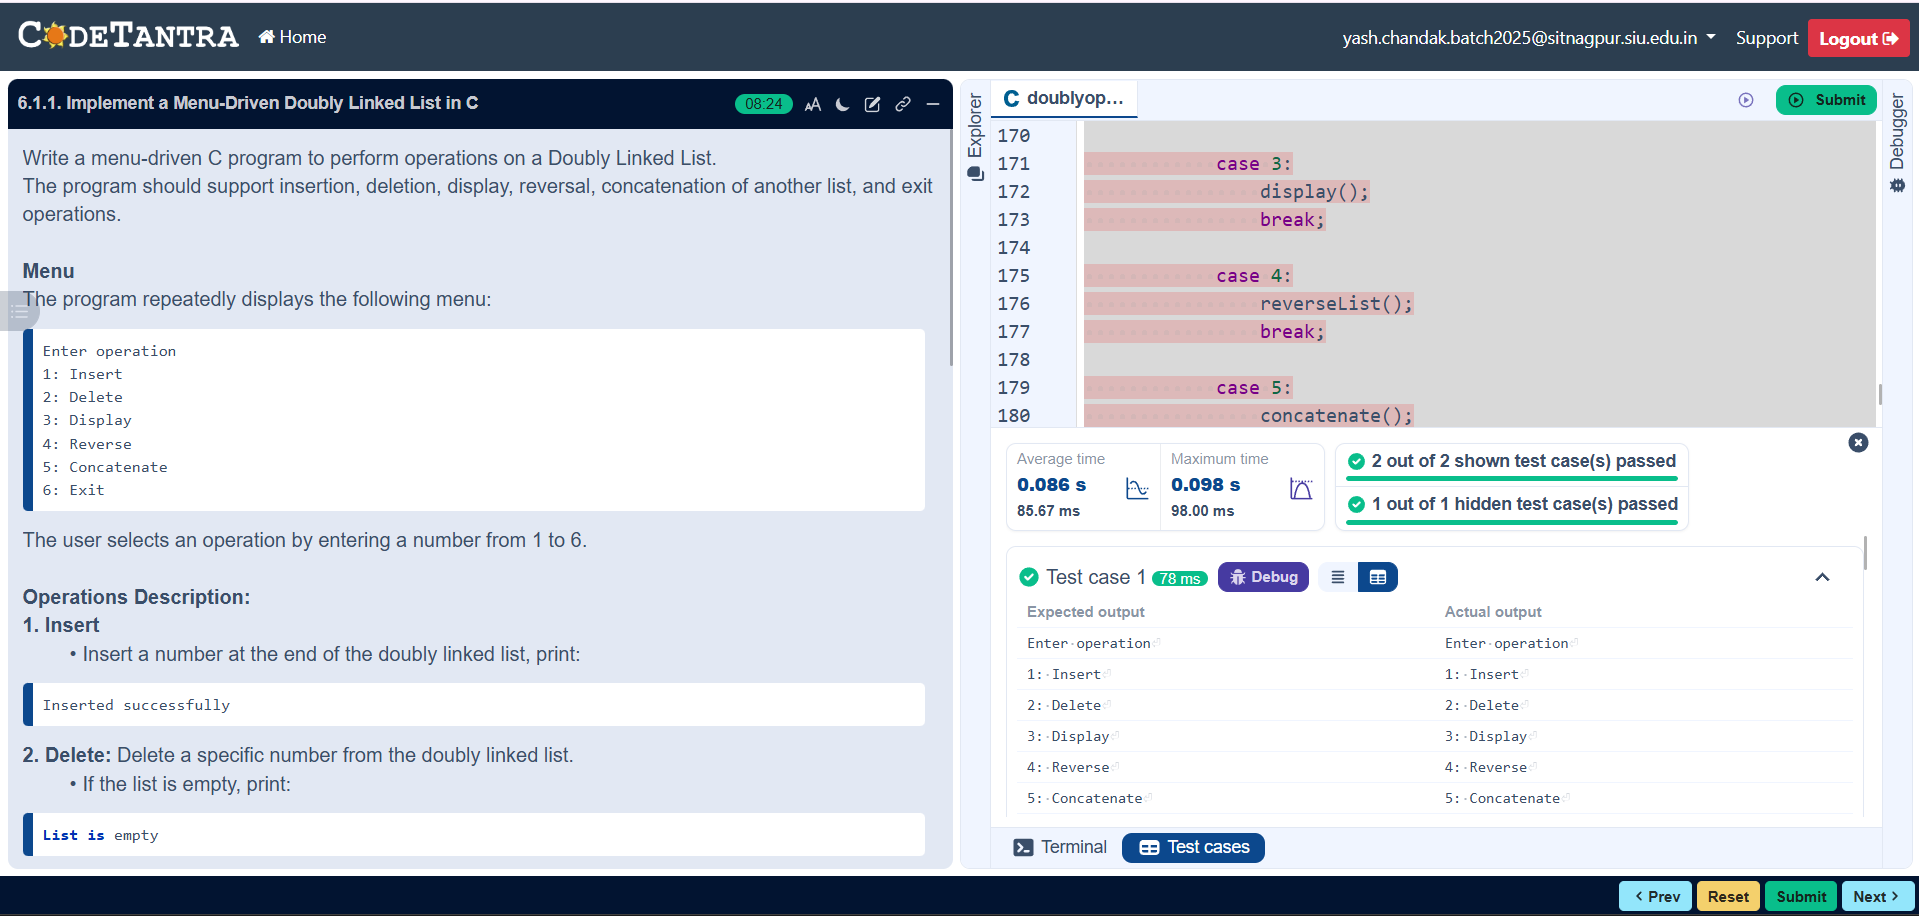 CODETANTRA
Home
yash.chandak.batch2025@sitnagpur.siu.edu.in
Support
Logout
6.1.1. Implement a Menu-Driven Doubly Linked List in C
08:24
Write a menu-driven C program to perform operations on a Doubly Linked List.
The program should support insertion, deletion, display, reversal, concatenation of another list, and exit
operations.
Menu
The program repeatedly displays the following menu:
Enter operation
1: Insert
2: Delete
3: Display
4: Reverse
5: Concatenate
6: Exit
The user selects an operation by entering a number from 1 to 6.
Operations Description:
1. Insert
• Insert a number at the end of the doubly linked list, print:
Inserted successfully
2. Delete: Delete a specific number from the doubly linked list.
• If the list is empty, print:
List is empty
Explorer
C doublyop...
Submit
Debugger
170
171 case 3:
172 display();
173 break;
174
175 case 4:
176 reverseList();
177 break;
178
179 case 5:
180 concatenate();
Average time
0.086 s
85.67 ms
Maximum time
0.098 s
98.00 ms
2 out of 2 shown test case(s) passed
1 out of 1 hidden test case(s) passed
Test case 1 78 ms Debug
Expected output Actual output
Enter operation Enter operation
1: Insert 1: Insert
2: Delete 2: Delete
3: Display 3: Display
4: Reverse 4: Reverse
5: Concatenate 5: Concatenate
Terminal Test cases
Prev Reset Submit Next